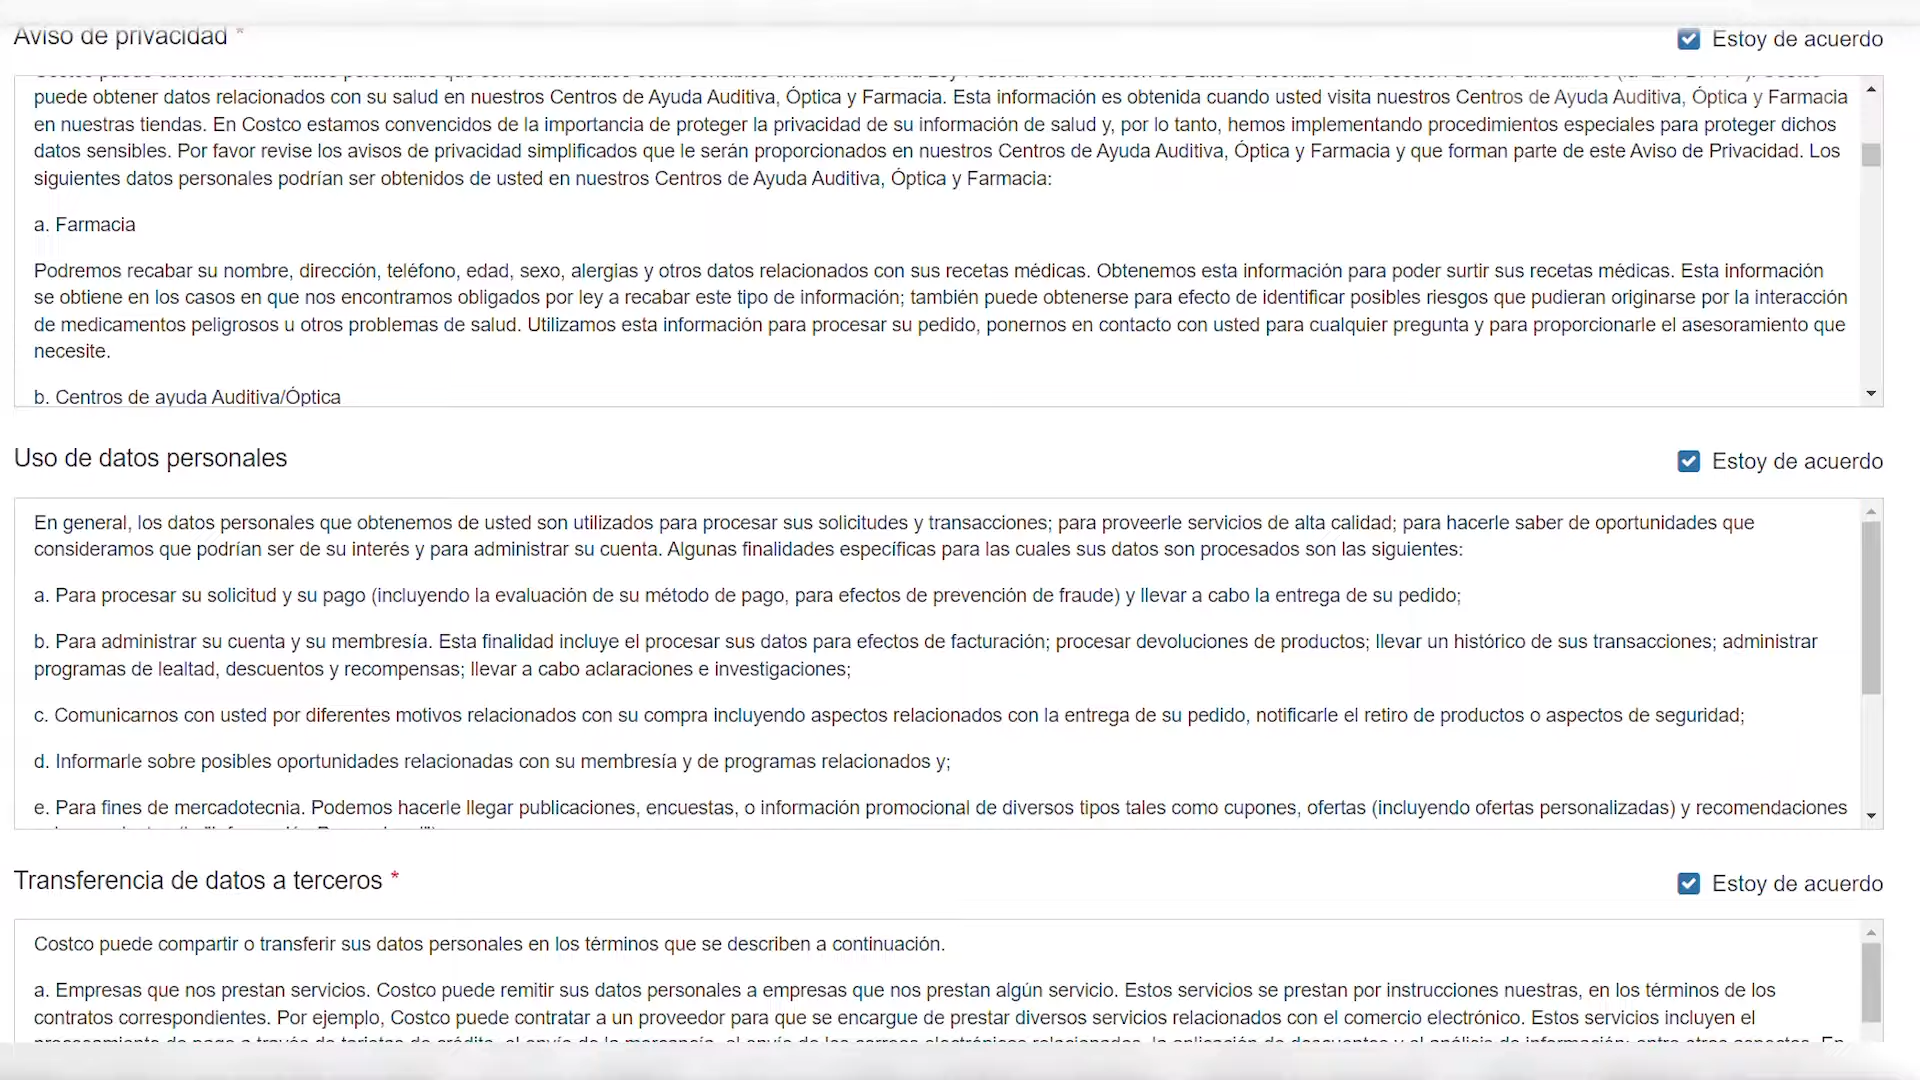 Aviso de privacidad *
Estoy de acuerdo
puede obtener datos relacionados con su salud en nuestros Centros de Ayuda Auditiva, Óptica y Farmacia. Esta información es obtenida cuando usted visita nuestros Centros de Ayuda Auditiva, Óptica y Farmacia
en nuestras tiendas. En Costco estamos convencidos de la importancia de proteger la privacidad de su información de salud y, por lo tanto, hemos implementando procedimientos especiales para proteger dichos
datos sensibles. Por favor revise los avisos de privacidad simplificados que le serán proporcionados en nuestros Centros de Ayuda Auditiva, Óptica y Farmacia y que forman parte de este Aviso de Privacidad. Los
siguientes datos personales podrían ser obtenidos de usted en nuestros Centros de Ayuda Auditiva, Óptica y Farmacia:
a. Farmacia
Podremos recabar su nombre, dirección, teléfono, edad, sexo, alergias y otros datos relacionados con sus recetas médicas. Obtenemos esta información para poder surtir sus recetas médicas. Esta información
se obtiene en los casos en que nos encontramos obligados por ley a recabar este tipo de información; también puede obtenerse para efecto de identificar posibles riesgos que pudieran originarse por la interacción
de medicamentos peligrosos u otros problemas de salud. Utilizamos esta información para procesar su pedido, ponernos en contacto con usted para cualquier pregunta y para proporcionarle el asesoramiento que
necesite.
b. Centros de ayuda Auditiva/Óptica
Uso de datos personales
Estoy de acuerdo
En general, los datos personales que obtenemos de usted son utilizados para procesar sus solicitudes y transacciones; para proveerle servicios de alta calidad; para hacerle saber de oportunidades que
consideramos que podrían ser de su interés y para administrar su cuenta. Algunas finalidades específicas para las cuales sus datos son procesados son las siguientes:
a. Para procesar su solicitud y su pago (incluyendo la evaluación de su método de pago, para efectos de prevención de fraude) y llevar a cabo la entrega de su pedido;
b. Para administrar su cuenta y su membresía. Esta finalidad incluye el procesar sus datos para efectos de facturación; procesar devoluciones de productos; llevar un histórico de sus transacciones; administrar
programas de lealtad, descuentos y recompensas; llevar a cabo aclaraciones e investigaciones;
c. Comunicarnos con usted por diferentes motivos relacionados con su compra incluyendo aspectos relacionados con la entrega de su pedido, notificarle el retiro de productos o aspectos de seguridad;
d. Informarle sobre posibles oportunidades relacionadas con su membresía y de programas relacionados y;
e. Para fines de mercadotecnia. Podemos hacerle llegar publicaciones, encuestas, o información promocional de diversos tipos tales como cupones, ofertas (incluyendo ofertas personalizadas) y recomendaciones
Transferencia de datos a terceros *
Estoy de acuerdo
Costco puede compartir o transferir sus datos personales en los términos que se describen a continuación.
a. Empresas que nos prestan servicios. Costco puede remitir sus datos personales a empresas que nos prestan algún servicio. Estos servicios se prestan por instrucciones nuestras, en los términos de los
contratos correspondientes. Por ejemplo, Costco puede contratar a un proveedor para que se encargue de prestar diversos servicios relacionados con el comercio electrónico. Estos servicios incluyen el